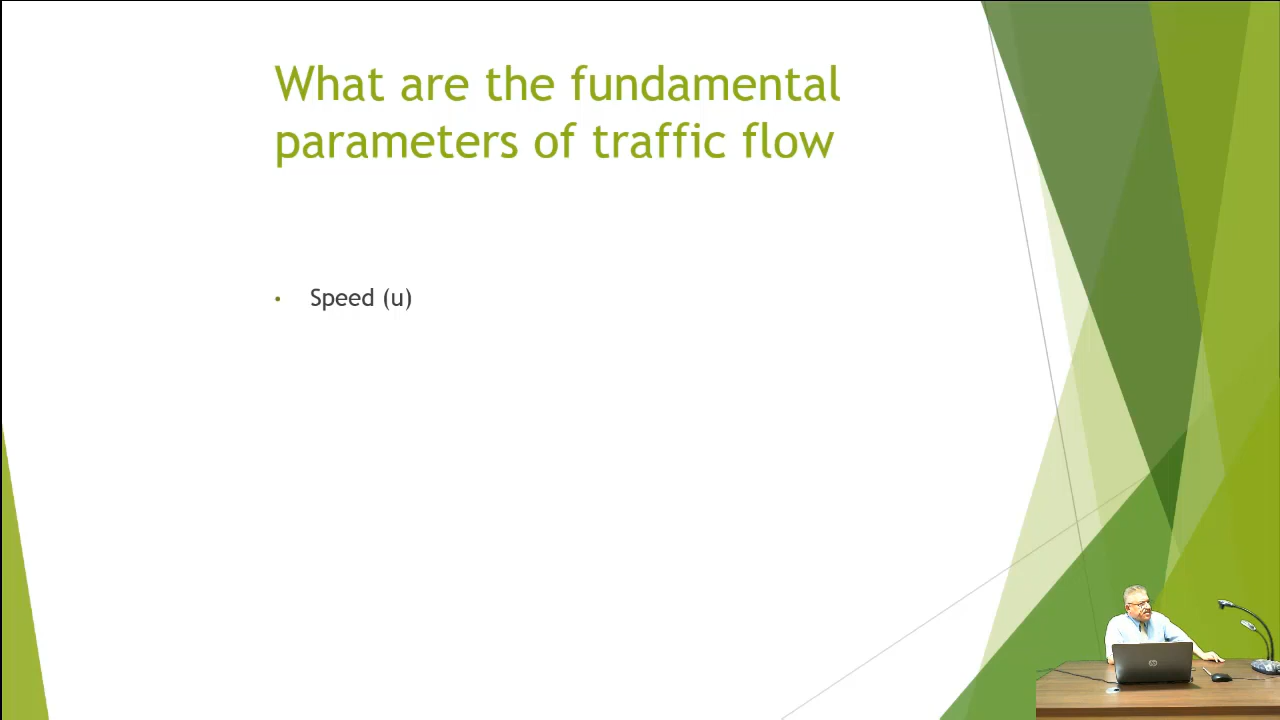 What are the fundamental
parameters of traffic flow
• Speed (u)